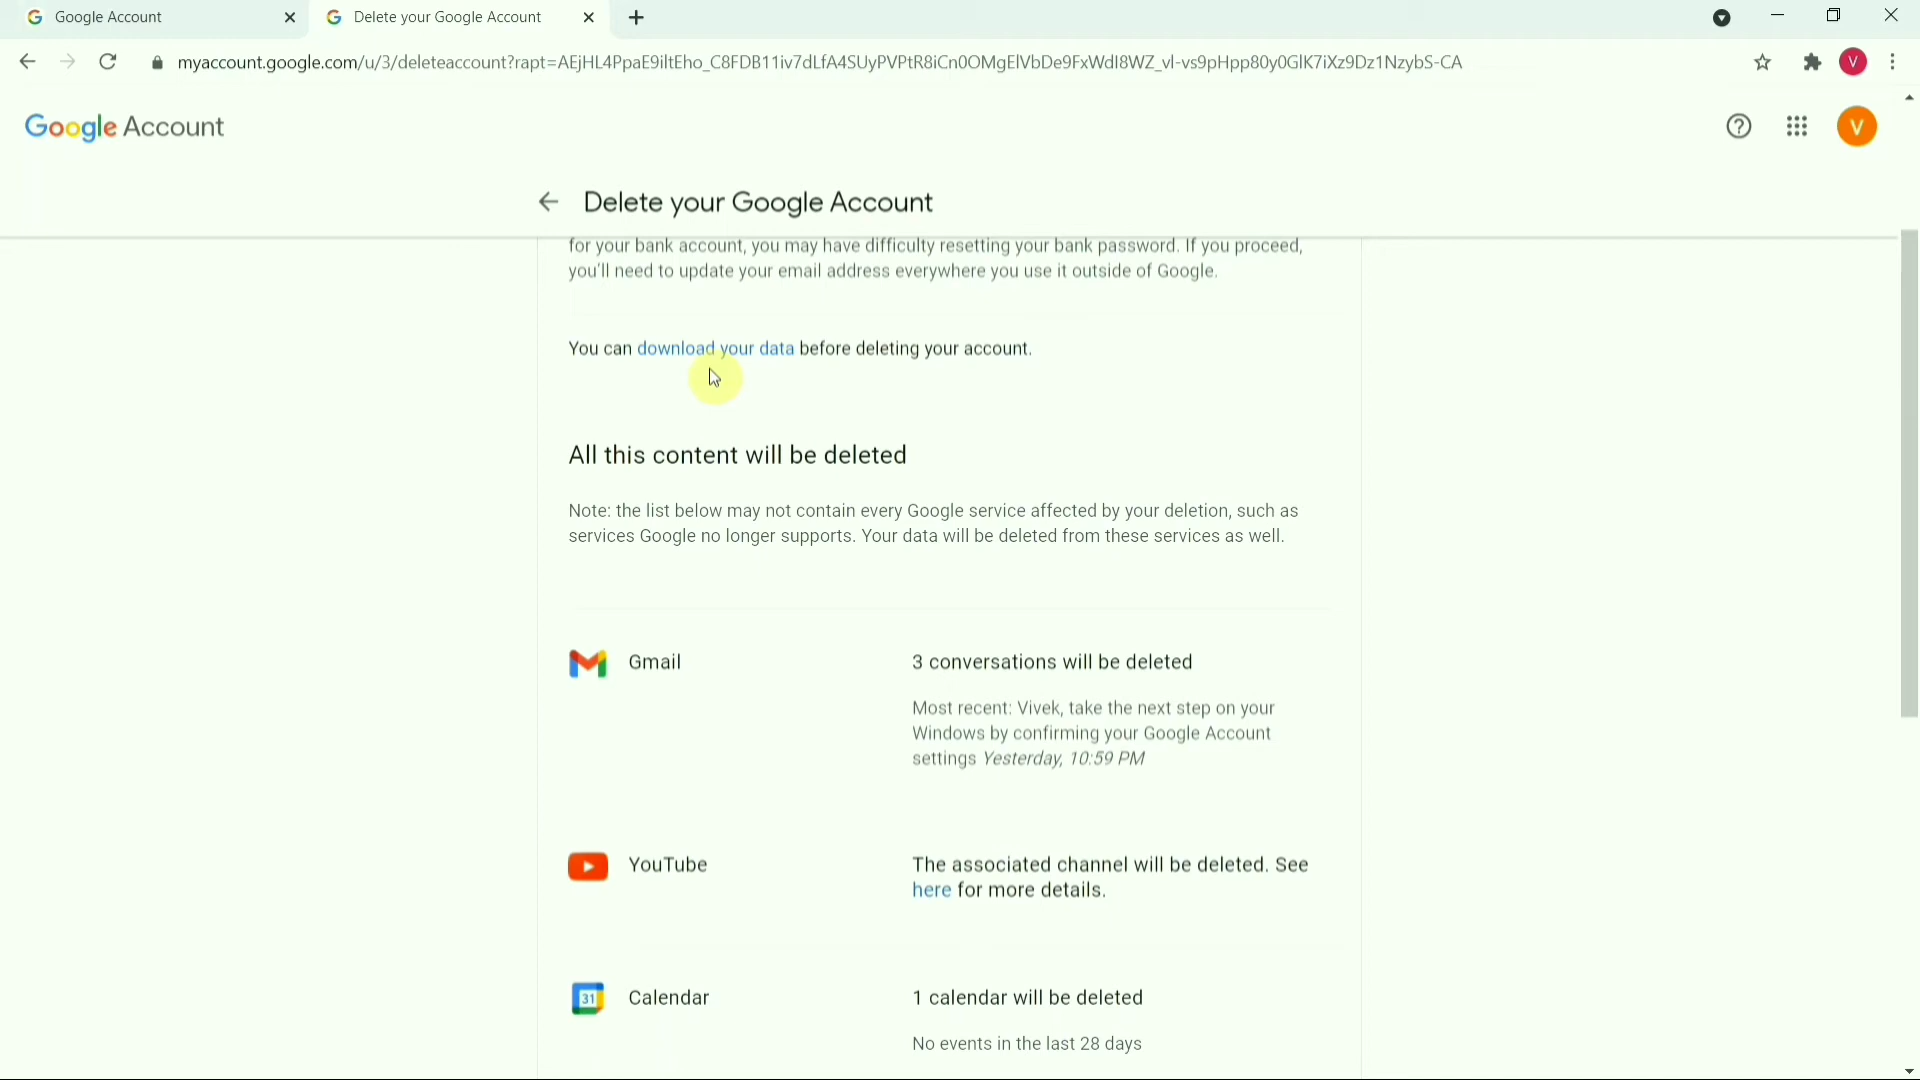 Google Account
Delete your Google Account
myaccount.google.com/u/3/deleteaccount?rapt=AEjHL4PpaE9iltEho_C8FDB11iv7dLfA4SUyPVPtR8iCn0OMgElVbDe9FxWdI8WZ_vl-vs9pHpp80y0GlK7iXz9Dz1NzybS-CA
V
Google Account
V
Delete your Google Account
for your bank account, you may have difficulty resetting your bank password. If you proceed,
you'll need to update your email address everywhere you use it outside of Google.
You can download your data before deleting your account.
All this content will be deleted
Note: the list below may not contain every Google service affected by your deletion, such as
services Google no longer supports. Your data will be deleted from these services as well.
Gmail
3 conversations will be deleted
Most recent: Vivek, take the next step on your
Windows by confirming your Google Account
settings Yesterday, 10:59 PM
YouTube
The associated channel will be deleted. See
here for more details.
31
Calendar
1 calendar will be deleted
No events in the last 28 days